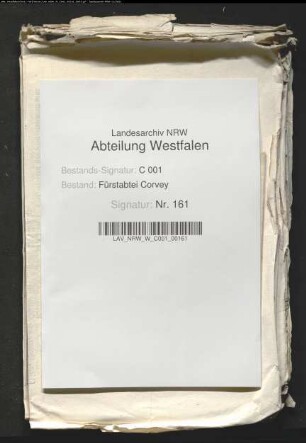 Landesarchiv NRW
Abteilung Westfalen
Bestands-Signatur: C 001
Bestand: Fürstabtei Corvey
Signatur: Nr. 161
LAV_NRW_W_C001_00161